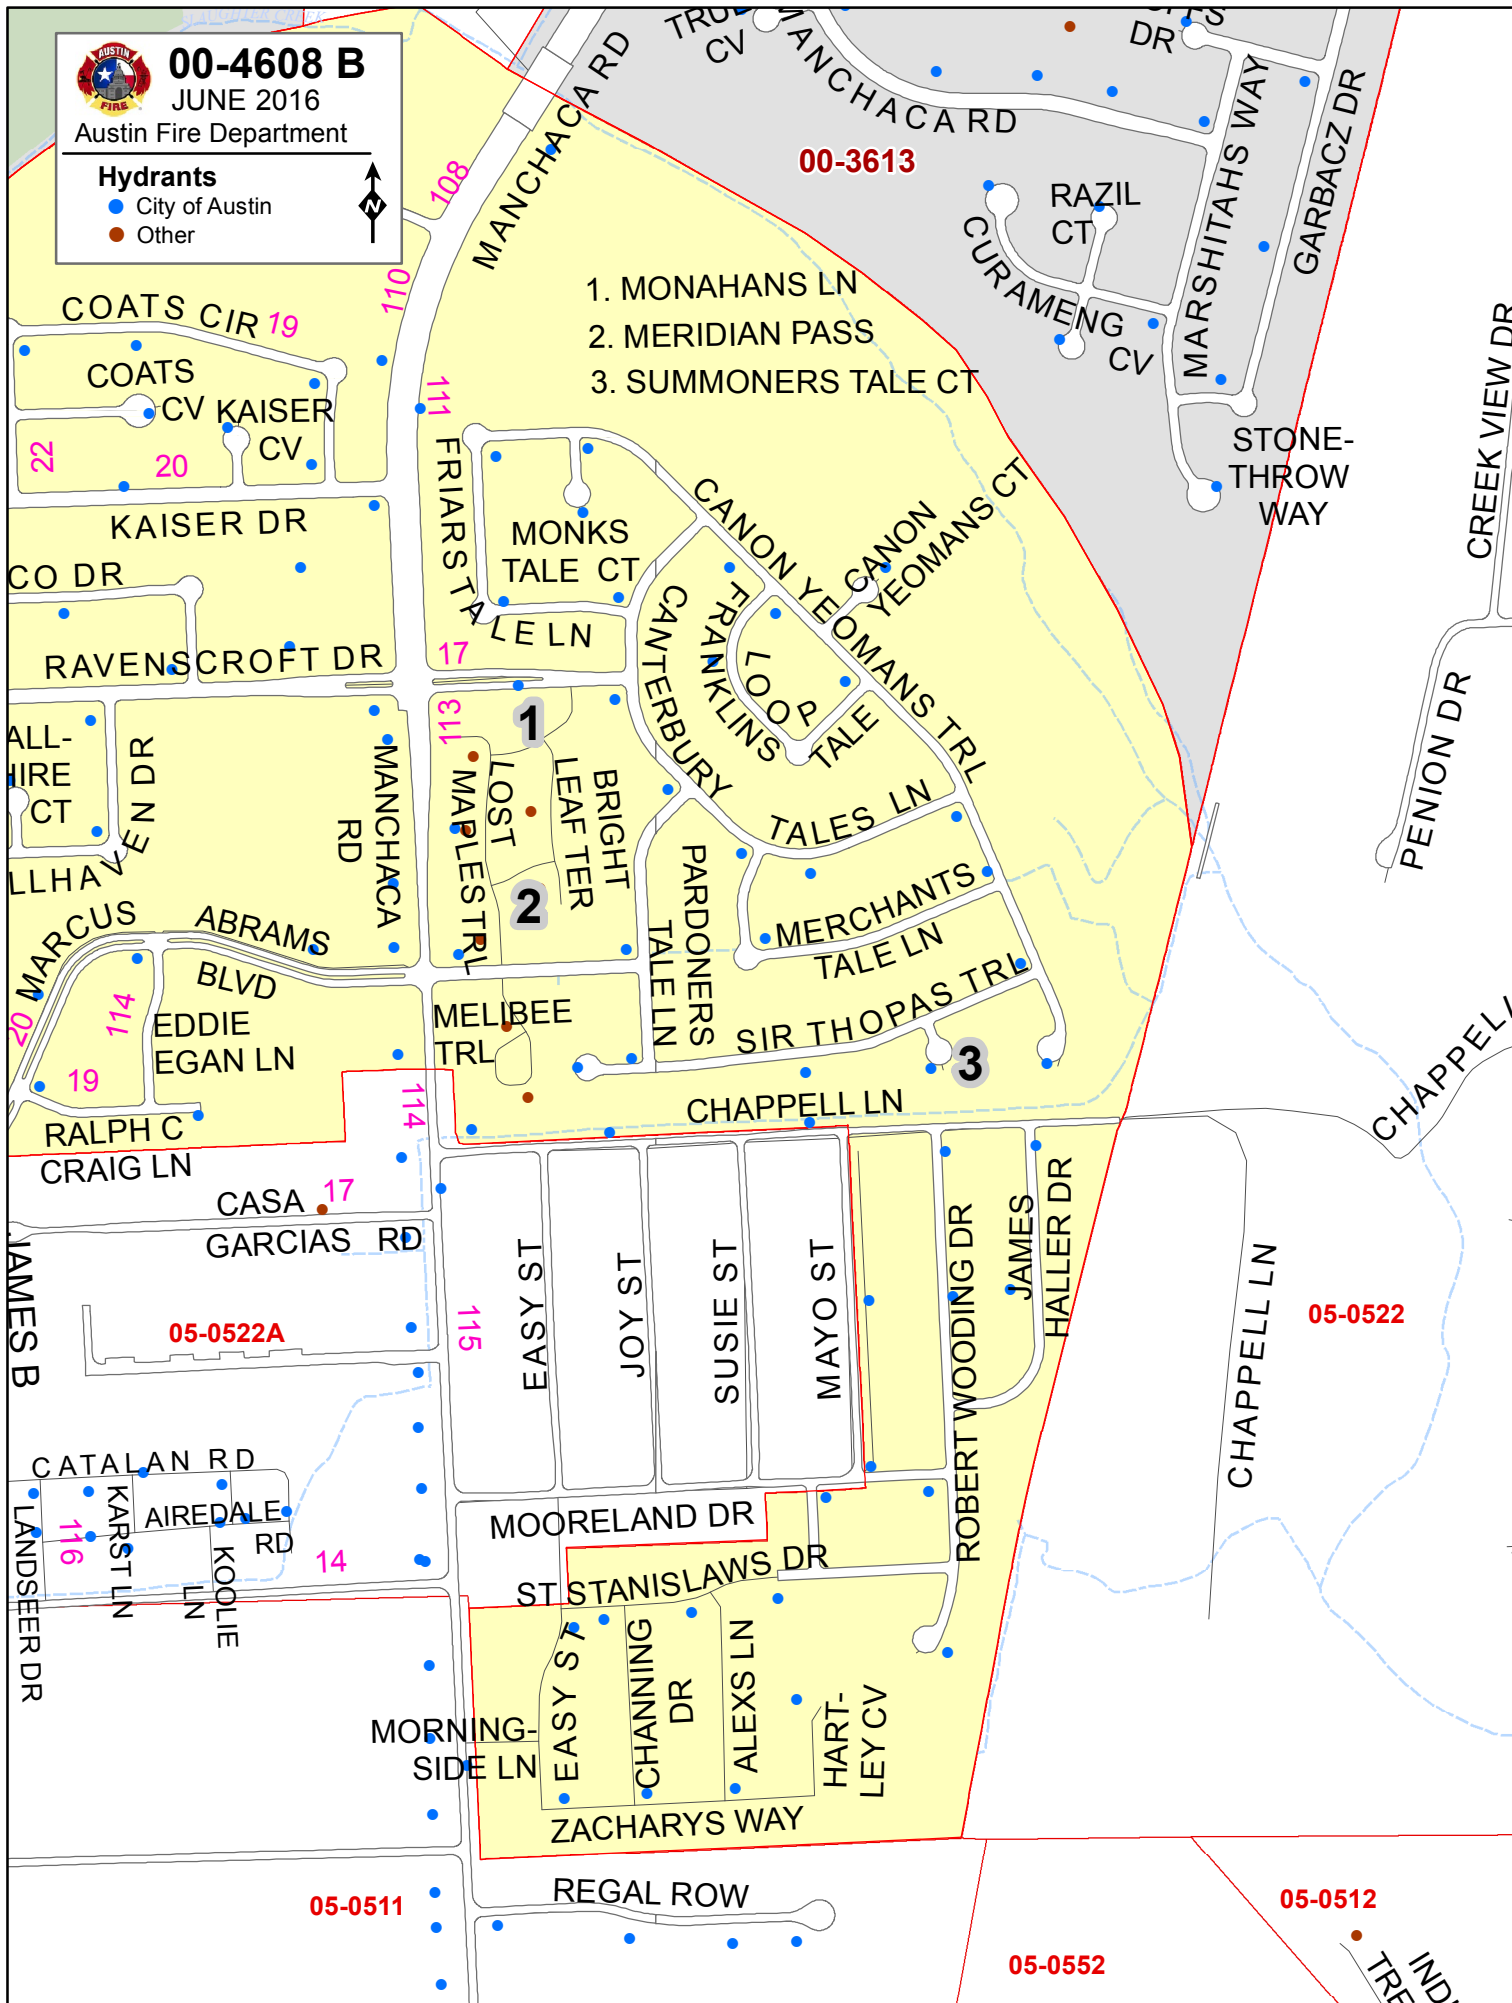 SLAUGHTER CREEK
AUSTIN
FIRE
00-4608 B
JUNE 2016
Austin Fire Department
Hydrants
City of Austin
Other
N
TRUE
CV
MANCHACA RD
DR
MARSHITAHS WAY
GARBACZ DR
MANCHACA RD
108
00-3613
RAZIL
CT
CURAMENG
CV
110
1. MONAHANS LN
2. MERIDIAN PASS
3. SUMMONERS TALE CT
COATS CIR
19
COATS
CV
KAISER
CV
111
22
20
STONE-
THROW
WAY
CREEK VIEW DR
KAISER DR
FRIARS TALE LN
MONKS
TALE CT
CANON YEOMANS TRL
CANON
YEOMANS CT
CO DR
RAVENSCROFT DR
17
CANTERBURY
FRANKLINS
LOOP
TALE
113
1
ALL-
HIRE
CT
EN DR
MANCHACA
RD
MAPLES TRL
LOST
LEAF TER
BRIGHT
TALES LN
PENION DR
LLHAV
2
PARDONERS
TALE LN
MERCHANTS
TALE LN
MARCUS
ABRAMS
BLVD
20
114
EDDIE
EGAN LN
19
MELIBEE
TRL
SIR THOPAS TRL
3
114
CHAPPELL LN
CHAPPELL
RALPH C
CRAIG LN
CASA
17
GARCIAS RD
JAMES B
05-0522A
115
EASY ST
JOY ST
SUSIE ST
MAYO ST
ROBERT WOODING DR
JAMES
HALLER DR
CHAPPELL LN
05-0522
CATALAN RD
KARST LN
AIREDALE
RD
LANDSEER DR
116
KOOLIE
LN
14
MOORELAND DR
ST STANISLAWS DR
EASY ST
CHANNING
DR
ALEXS LN
HART-
LEY CV
MORNING-
SIDE LN
ZACHARYS WAY
REGAL ROW
05-0511
05-0512
05-0552